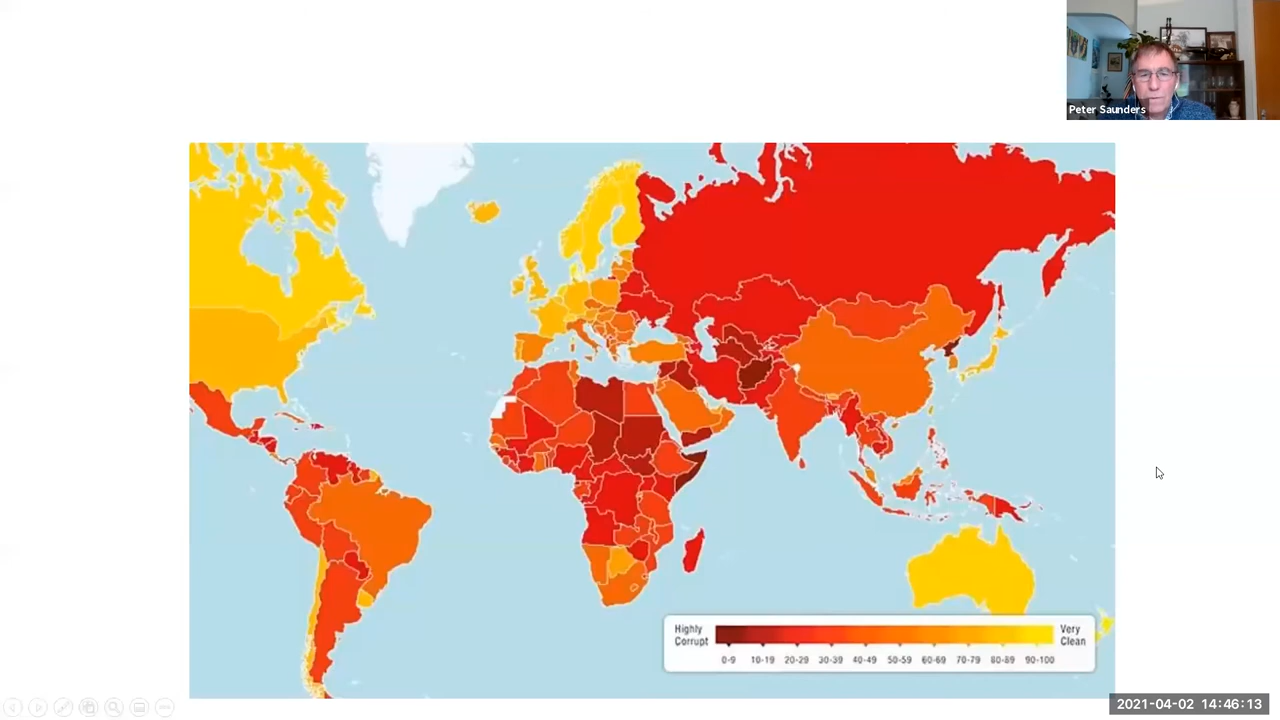 Peter Saunders
Highly
Corrupt
Very
Clean
0-9 10-19 20-29 30-39 40-49 50-59 60-69 70-79 80-89 90-100
2021-04-02 14:46:13